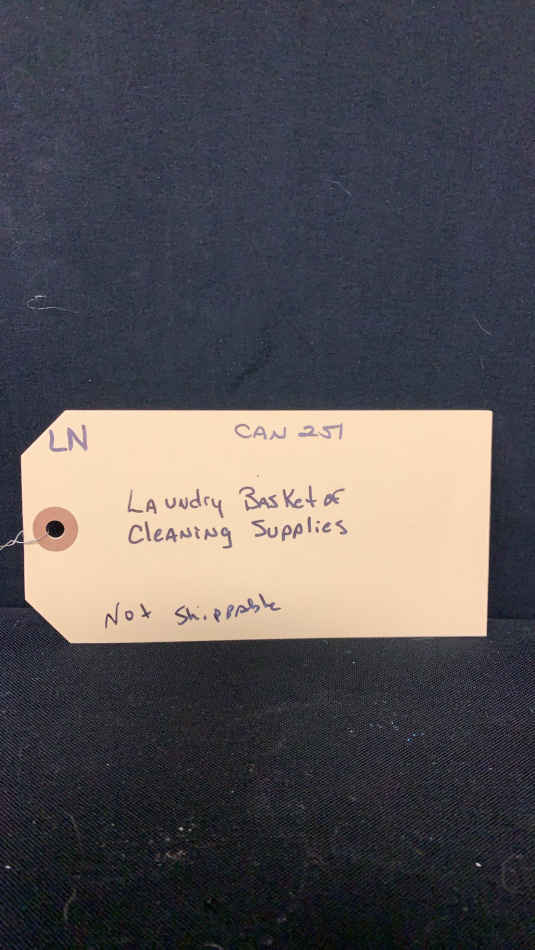 LN CAN 251
Laundry Basket of
Cleaning Supplies
Not Shippable